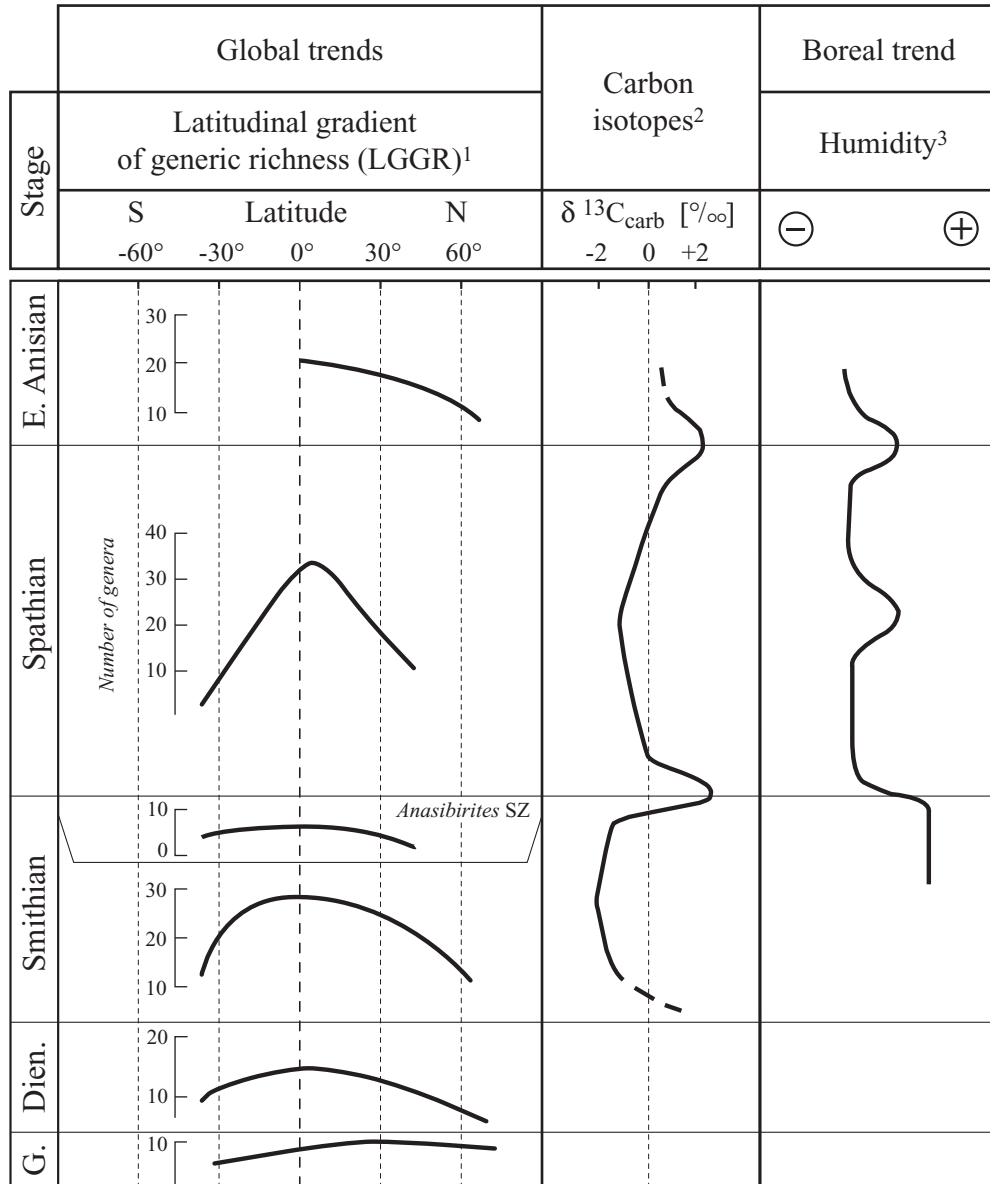 Global trends
Carbon
isotopes2
Boreal trend
Stage
Latitudinal gradient
of generic richness (LGGR)1
Humidity3
S Latitude N
-60° -30° 0° 30° 60°
δ 13Ccarb [°/∞]
-2 0 +2
− +
E. Anisian
30
20
10
Spathian
Number of genera
40
30
20
10
Smithian
Anasibirites SZ
10
0
30
20
10
Dien.
20
10
G.
10